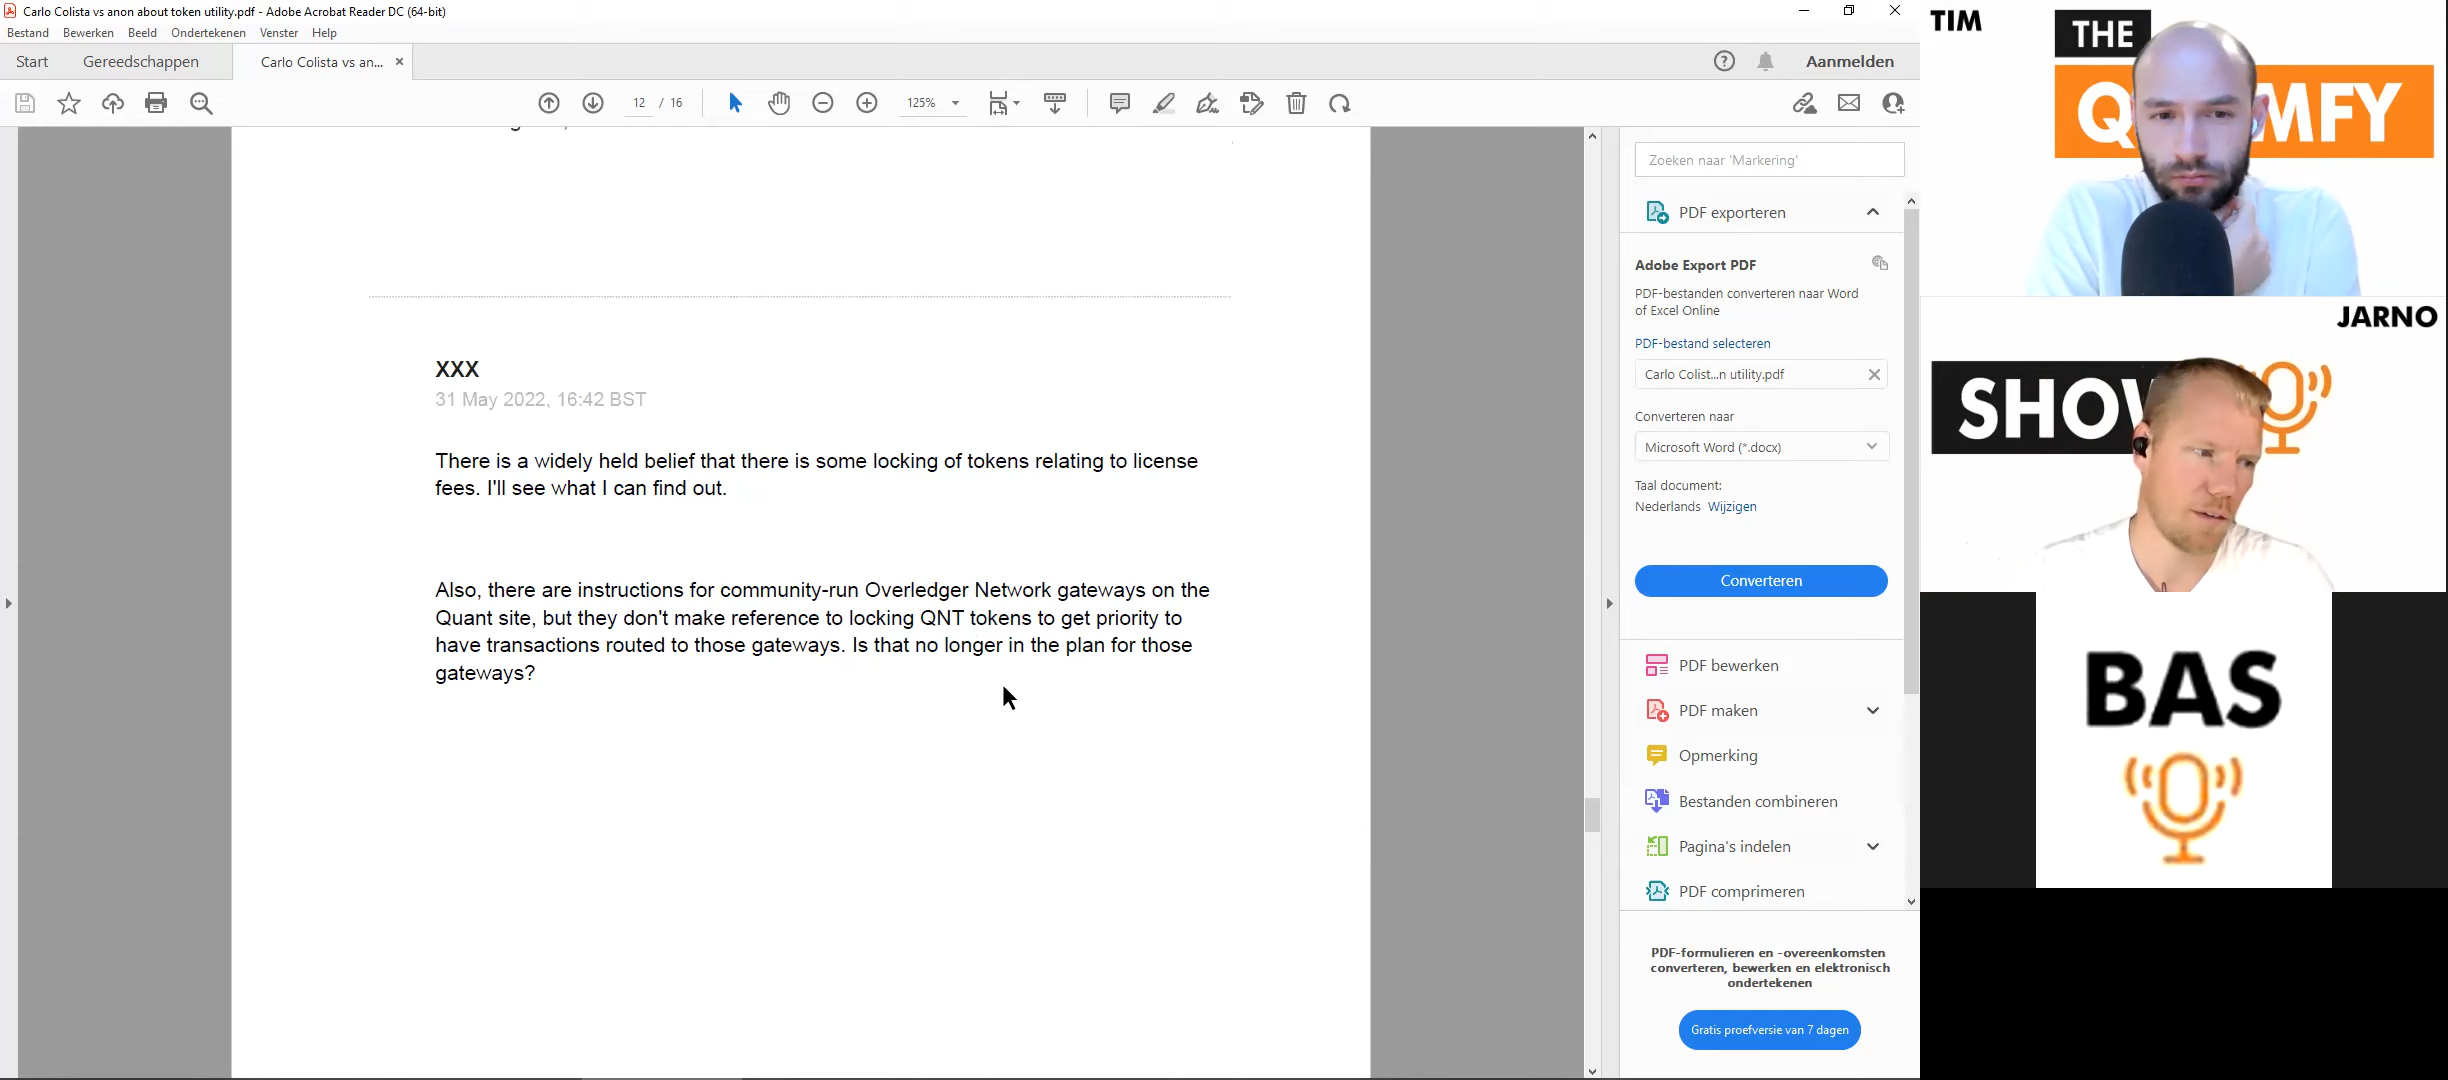 Carlo Colista vs anon about token utility.pdf - Adobe Acrobat Reader DC (64-bit)
Bestand Bewerken Beeld Ondertekenen Venster Help
Start Gereedschappen Carlo Colista vs an... × Aanmelden
12 / 16 125%
XXX
31 May 2022, 16:42 BST
There is a widely held belief that there is some locking of tokens relating to license
fees. I'll see what I can find out.
Also, there are instructions for community-run Overledger Network gateways on the
Quant site, but they don't make reference to locking QNT tokens to get priority to
have transactions routed to those gateways. Is that no longer in the plan for those
gateways?
Zoeken naar 'Markering'
PDF exporteren
Adobe Export PDF
PDF-bestanden converteren naar Word
of Excel Online
PDF-bestand selecteren
Carlo Colist...n utility.pdf
Converteren naar
Microsoft Word (*.docx)
Taal document:
Nederlands Wijzigen
Converteren
PDF bewerken
PDF maken
Opmerking
Bestanden combineren
Pagina's indelen
PDF comprimeren
PDF-formulieren en -overeenkomsten
converteren, bewerken en elektronisch
ondertekenen
Gratis proefversie van 7 dagen
TIM
THE
Q MFY
JARNO
SHOW
BAS